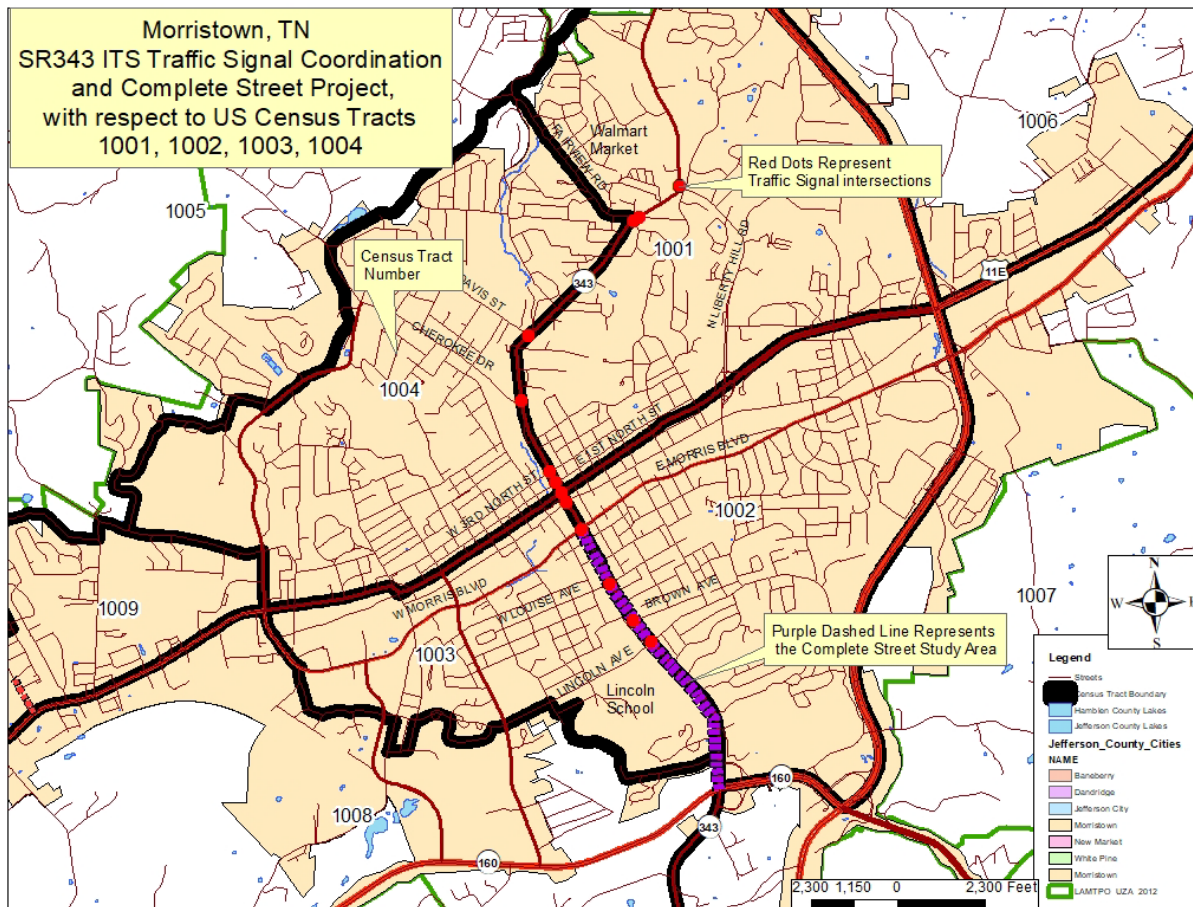 Morristown, TN
SR343 ITS Traffic Signal Coordination
and Complete Street Project,
with respect to US Census Tracts
1001, 1002, 1003, 1004
1006
Walmart
Market
FAIRVIEW RD
Red Dots Represent
Traffic Signal intersections
1005
1001
Census Tract
Number
N LIBERTY HILL RD
11E
343
DAVIS ST
CHEROKEE DR
1004
E 1ST NORTH ST
E MORRIS BLVD
W 3RD NORTH ST
1002
W MORRIS BLVD
W LOUISE AVE
BROWN AVE
1009
1007
N
W
E
S
1003
LINCOLN AVE
Lincoln
School
Purple Dashed Line Represents
the Complete Street Study Area
160
1008
343
160
2,300 1,150 0 2,300 Feet
Legend
Streets
Census Tract Boundary
Hamblen County Lakes
Jefferson County Lakes
Jefferson_County_Cities
NAME
Baneberry
Dandridge
Jefferson City
Morristown
New Market
White Pine
Morristown
LAMTPO_UZA_2012